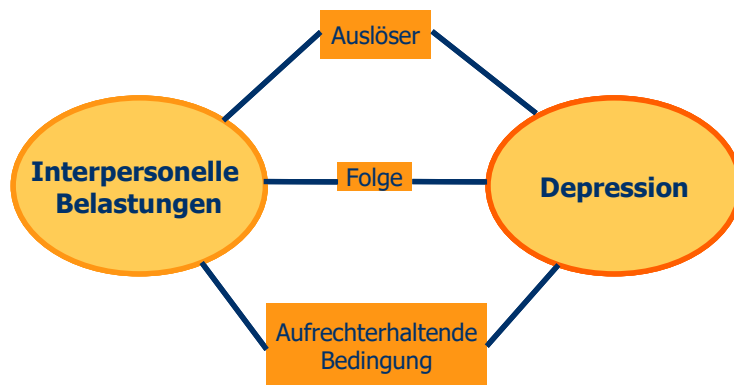 Auslöser
Interpersonelle
Belastungen
Folge
Depression
Aufrechterhaltende
Bedingung